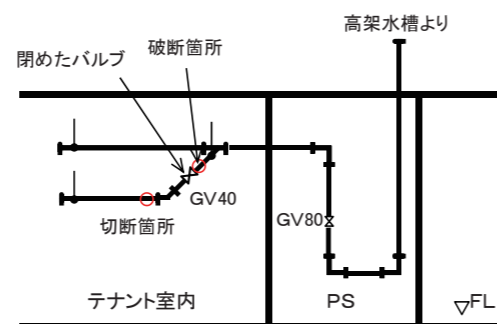 高架水槽より
破断箇所
閉めたバルブ
GV40
GV80
切断箇所
テナント室内
PS
▽FL